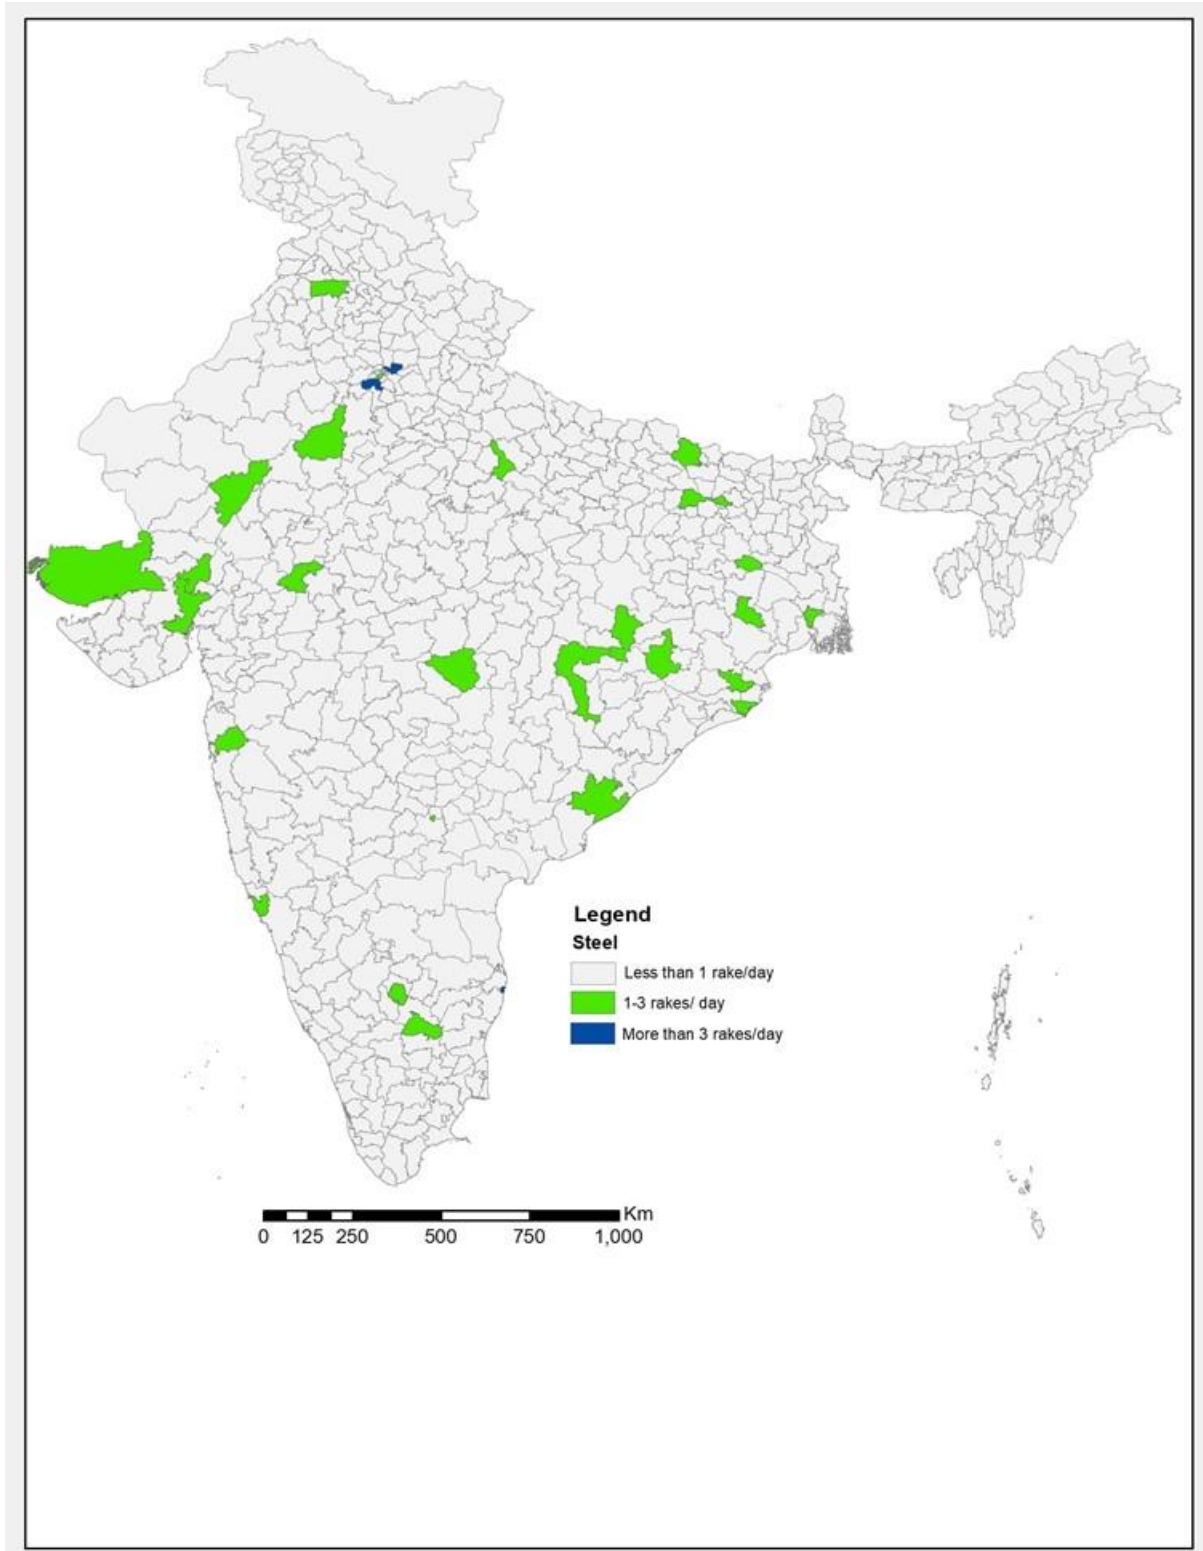 Legend
Steel
Less than 1 rake/day
1-3 rakes/ day
More than 3 rakes/day
Km
0 125 250 500 750 1,000